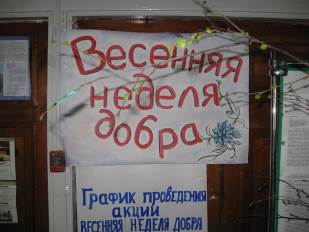 Весенняя
неделя
добра
График проведения
акции
ВЕСЕННЯЯ НЕДЕЛЯ ДОБРА